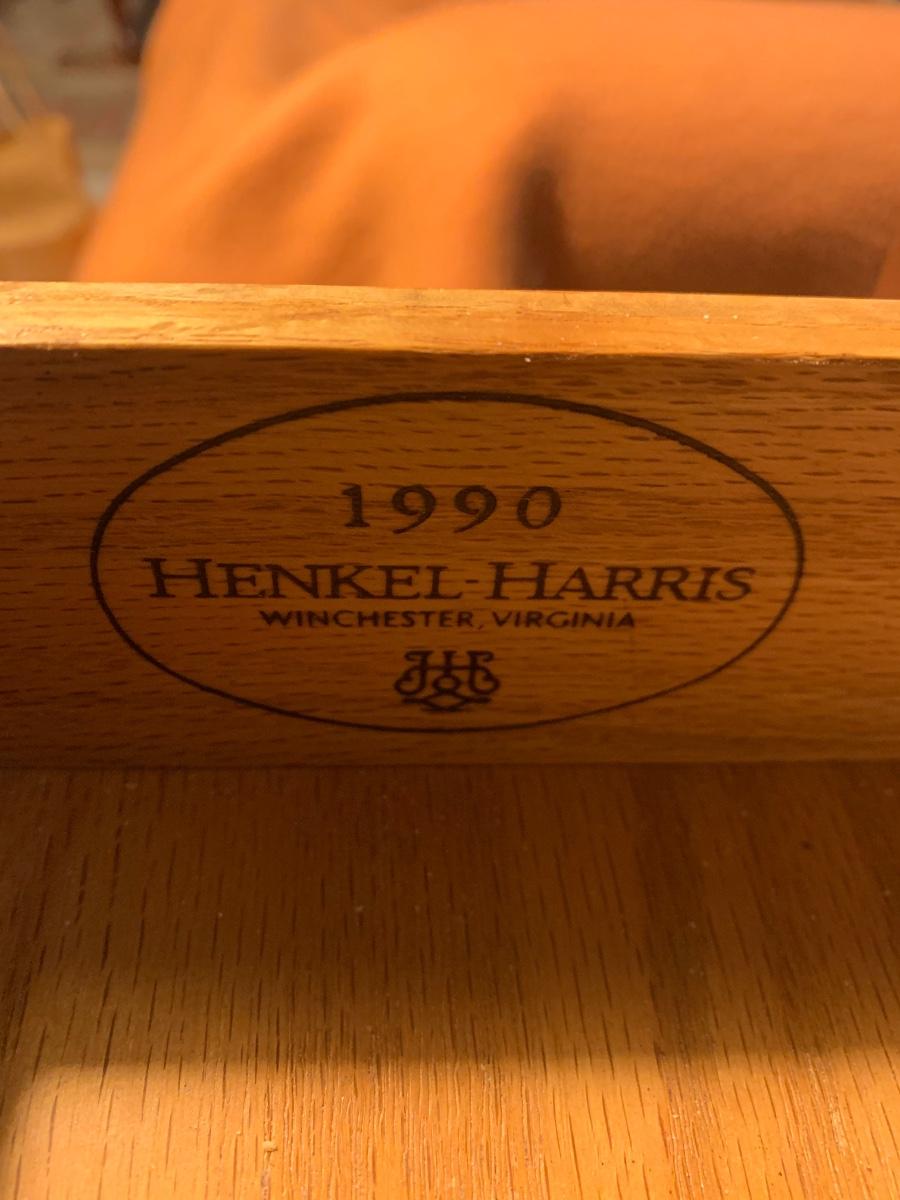 1990
HENKEL-HARRIS
WINCHESTER, VIRGINIA